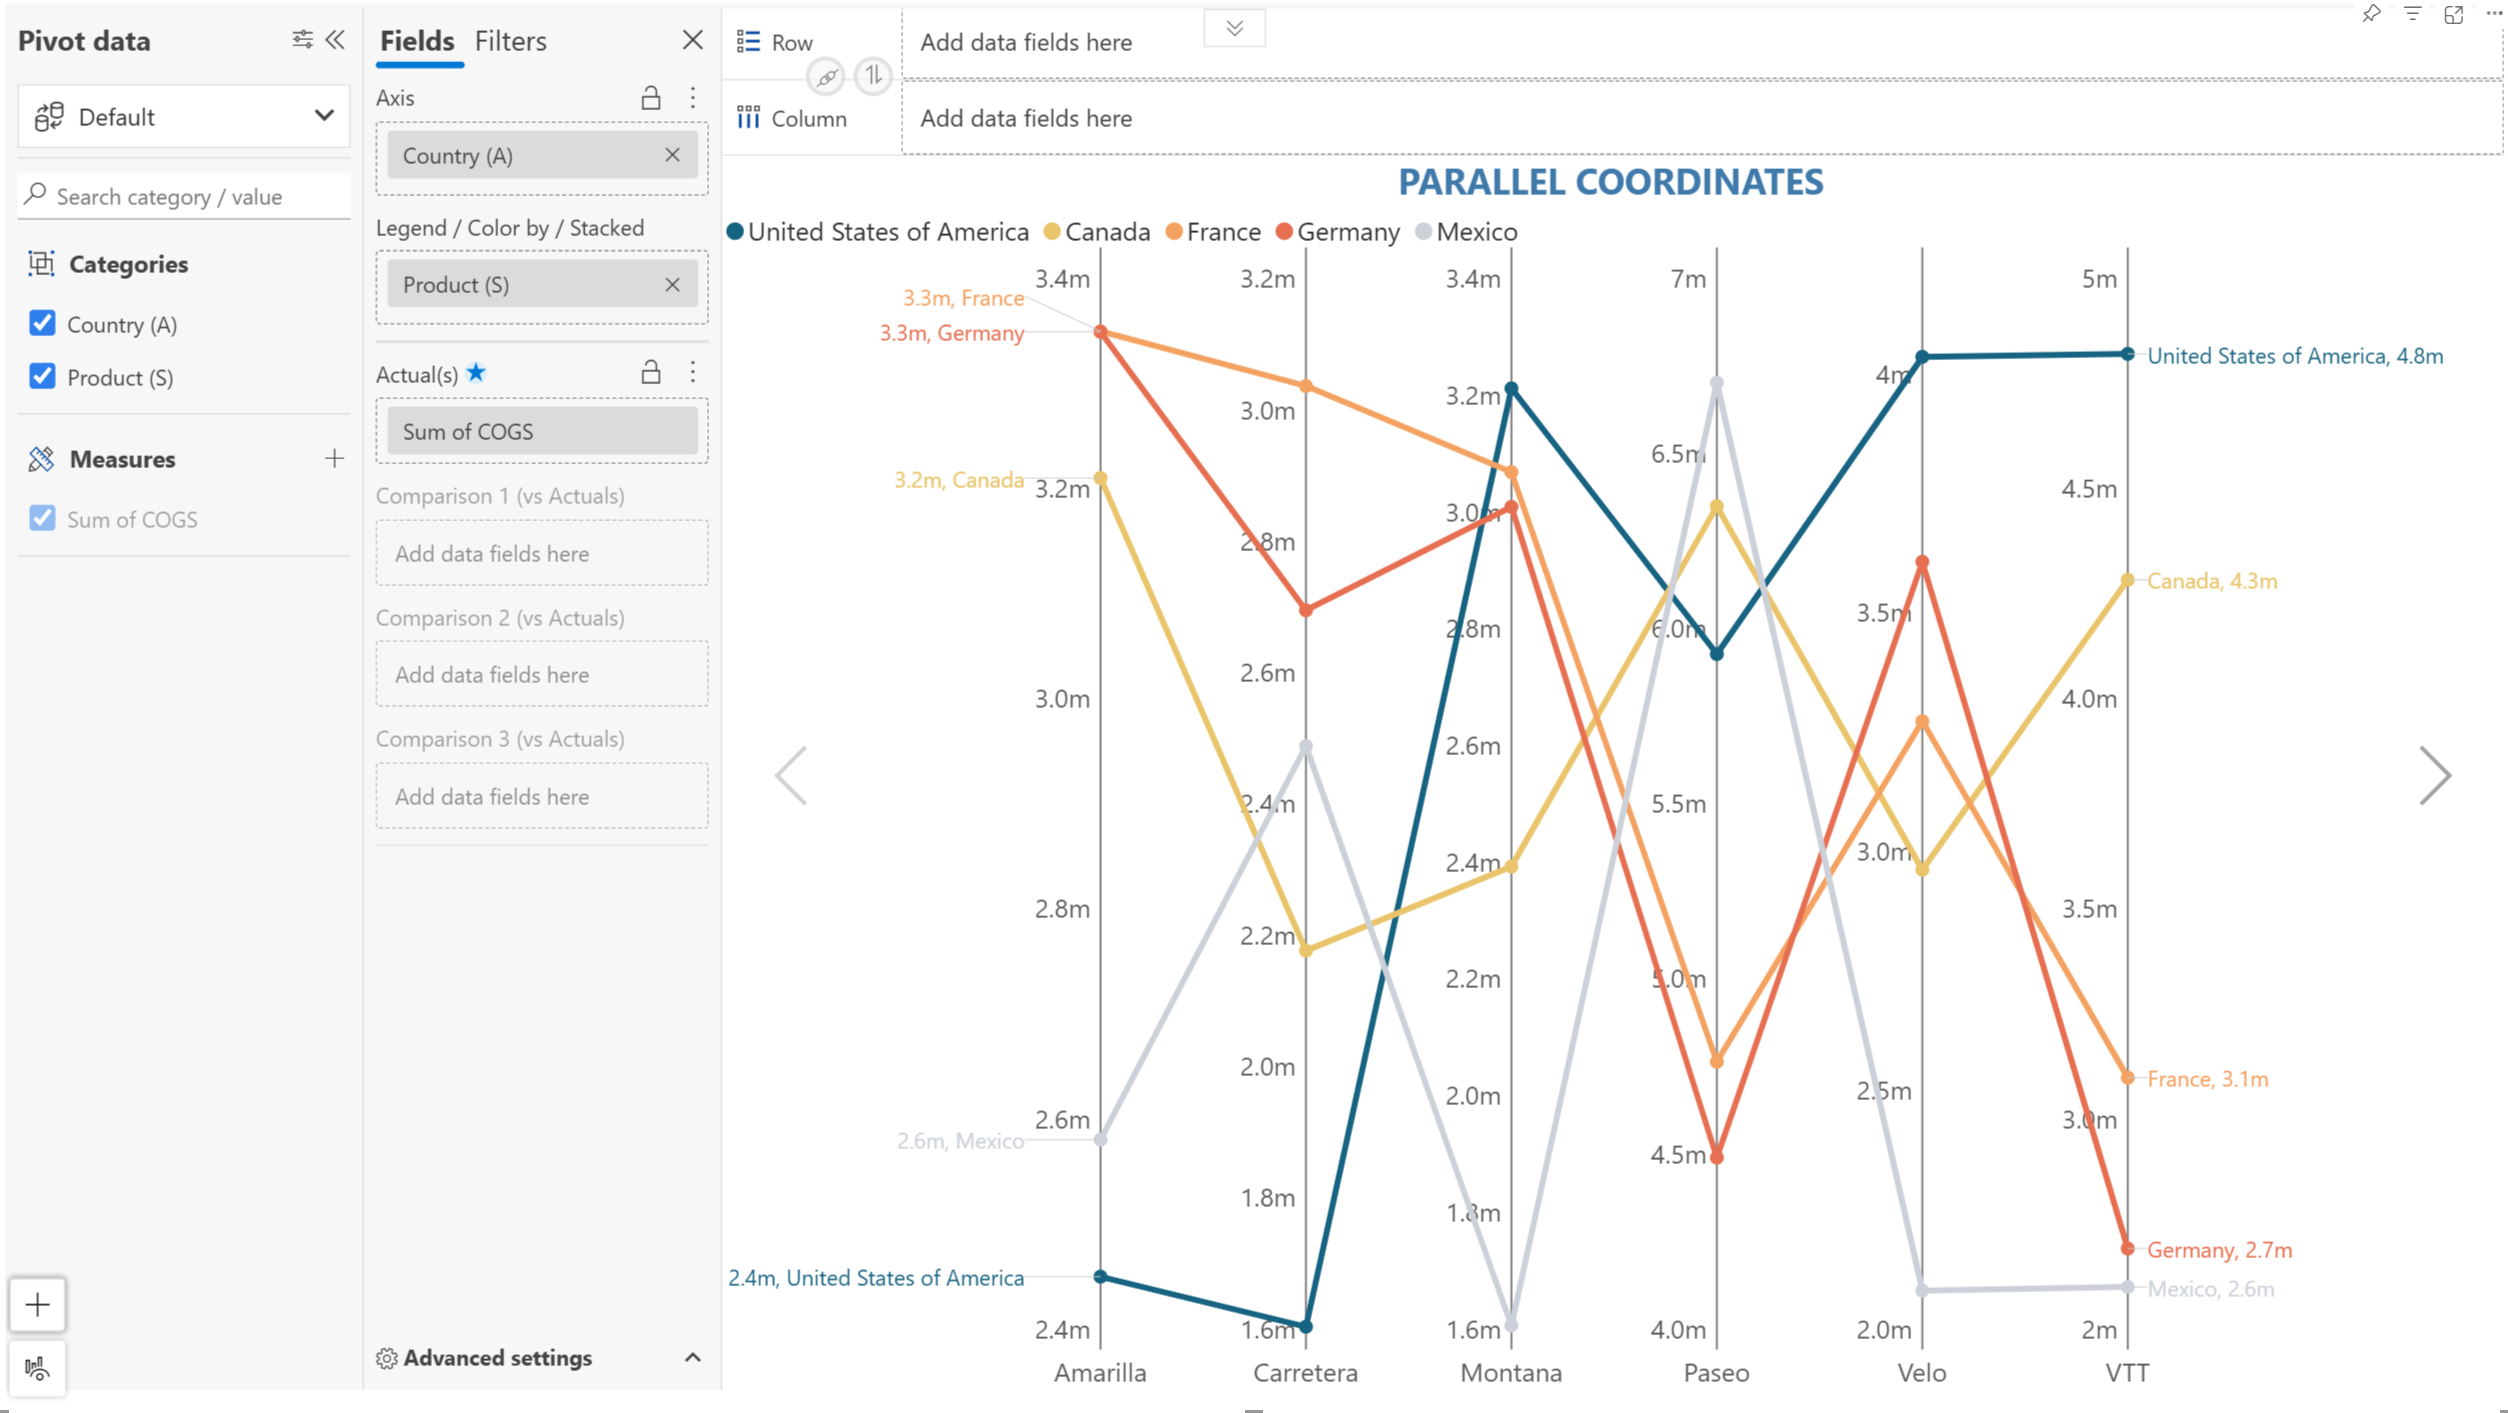 Pivot data
Default
Search category / value
Categories
Country (A)
Product (S)
Measures
Sum of COGS
Fields
Filters
Axis
Country (A)
Legend / Color by / Stacked
Product (S)
Actual(s)
Sum of COGS
Comparison 1 (vs Actuals)
Add data fields here
Comparison 2 (vs Actuals)
Add data fields here
Comparison 3 (vs Actuals)
Add data fields here
Advanced settings
Row
Add data fields here
Column
Add data fields here
PARALLEL COORDINATES
United States of America
Canada
France
Germany
Mexico
3.3m, France
3.3m, Germany
3.2m, Canada
2.6m, Mexico
2.4m, United States of America
3.4m
3.2m
3.0m
2.8m
2.6m
2.4m
Amarilla
3.2m
3.0m
2.8m
2.6m
2.4m
2.2m
2.0m
1.8m
1.6m
Carretera
3.4m
3.2m
3.0m
2.8m
2.6m
2.4m
2.2m
2.0m
1.8m
1.6m
Montana
7m
6.5m
6.0m
5.5m
5.0m
4.5m
4.0m
Paseo
4m
3.5m
3.0m
2.5m
2.0m
Velo
5m
4.5m
4.0m
3.5m
3.0m
2m
VTT
United States of America, 4.8m
Canada, 4.3m
France, 3.1m
Germany, 2.7m
Mexico, 2.6m